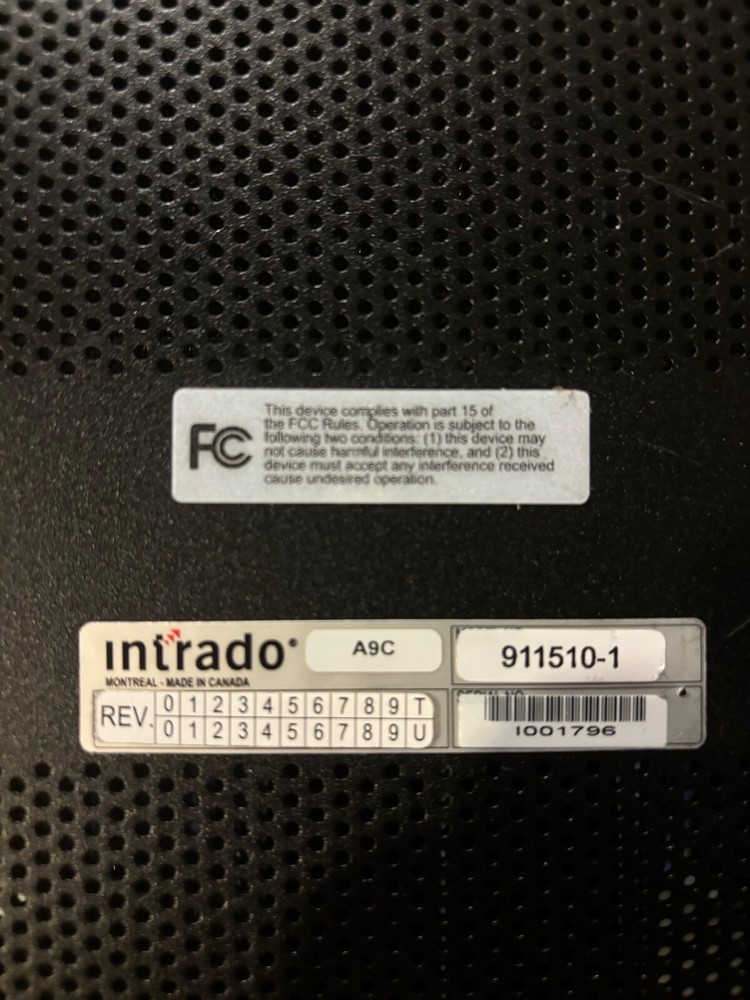 FC
This device complies with part 15 of
the FCC Rules. Operation is subject to the
following two conditions: (1) this device may
not cause harmful interference, and (2) this
device must accept any interference received
cause undesired operation.
intrado®
A9C
911510-1
MONTREAL - MADE IN CANADA
REV.
0 1 2 3 4 5 6 7 8 9 T
0 1 2 3 4 5 6 7 8 9 U
SERIAL NO.
I001796